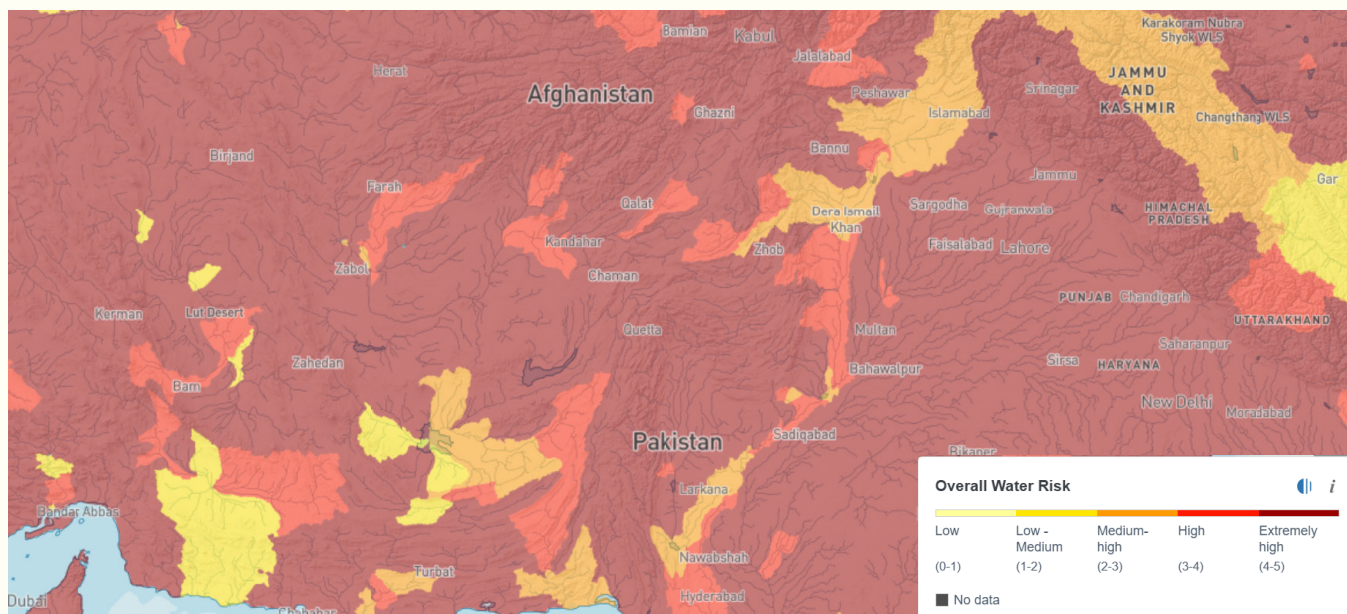 Karakoram Nubra
Shyok WLS
Bamian
Kabul
Jalalabad
Herat
JAMMU
AND
KASHMIR
Afghanistan
Peshawar
Srinagar
Ghazni
Islamabad
Changthang WLS
Bannu
Birjand
Jammu
Gar
Farah
Qalat
Dera Ismail
Khan
Sargodha
Gujranwala
HIMACHAL
PRADESH
Kandahar
Zhob
Faisalabad
Lahore
Zabol
Chaman
PUNJAB
Chandigarh
Kerman
Lut Desert
UTTARAKHAND
Quetta
Multan
Saharanpur
Zahedan
Sirsa
HARYANA
Bahawalpur
Bam
New Delhi
Moradabad
Pakistan
Sadiqabad
Bikaner
Larkana
Bandar Abbas
Nawabshah
Turbat
Hyderabad
Dubai
Chabahar
Overall Water Risk
i
Low
Low -
Medium
Medium-
high
High
Extremely
high
(0-1)
(1-2)
(2-3)
(3-4)
(4-5)
No data